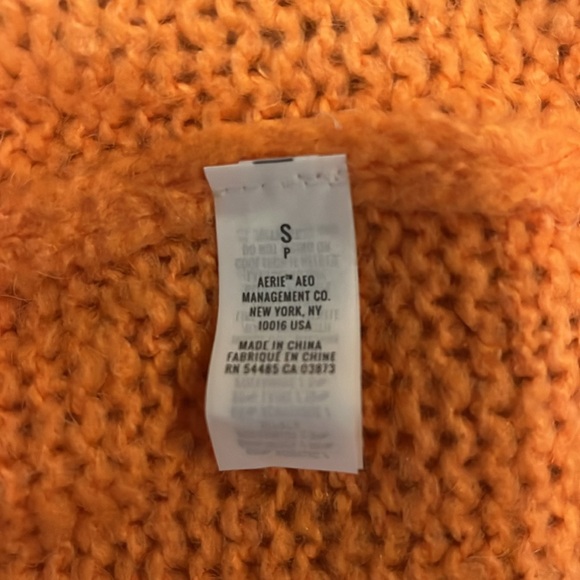 S
P
AERIE™ AEO
MANAGEMENT CO.
NEW YORK, NY
10016 USA
MADE IN CHINA
FABRIQUÉ EN CHINE
RN 54485 CA 03873